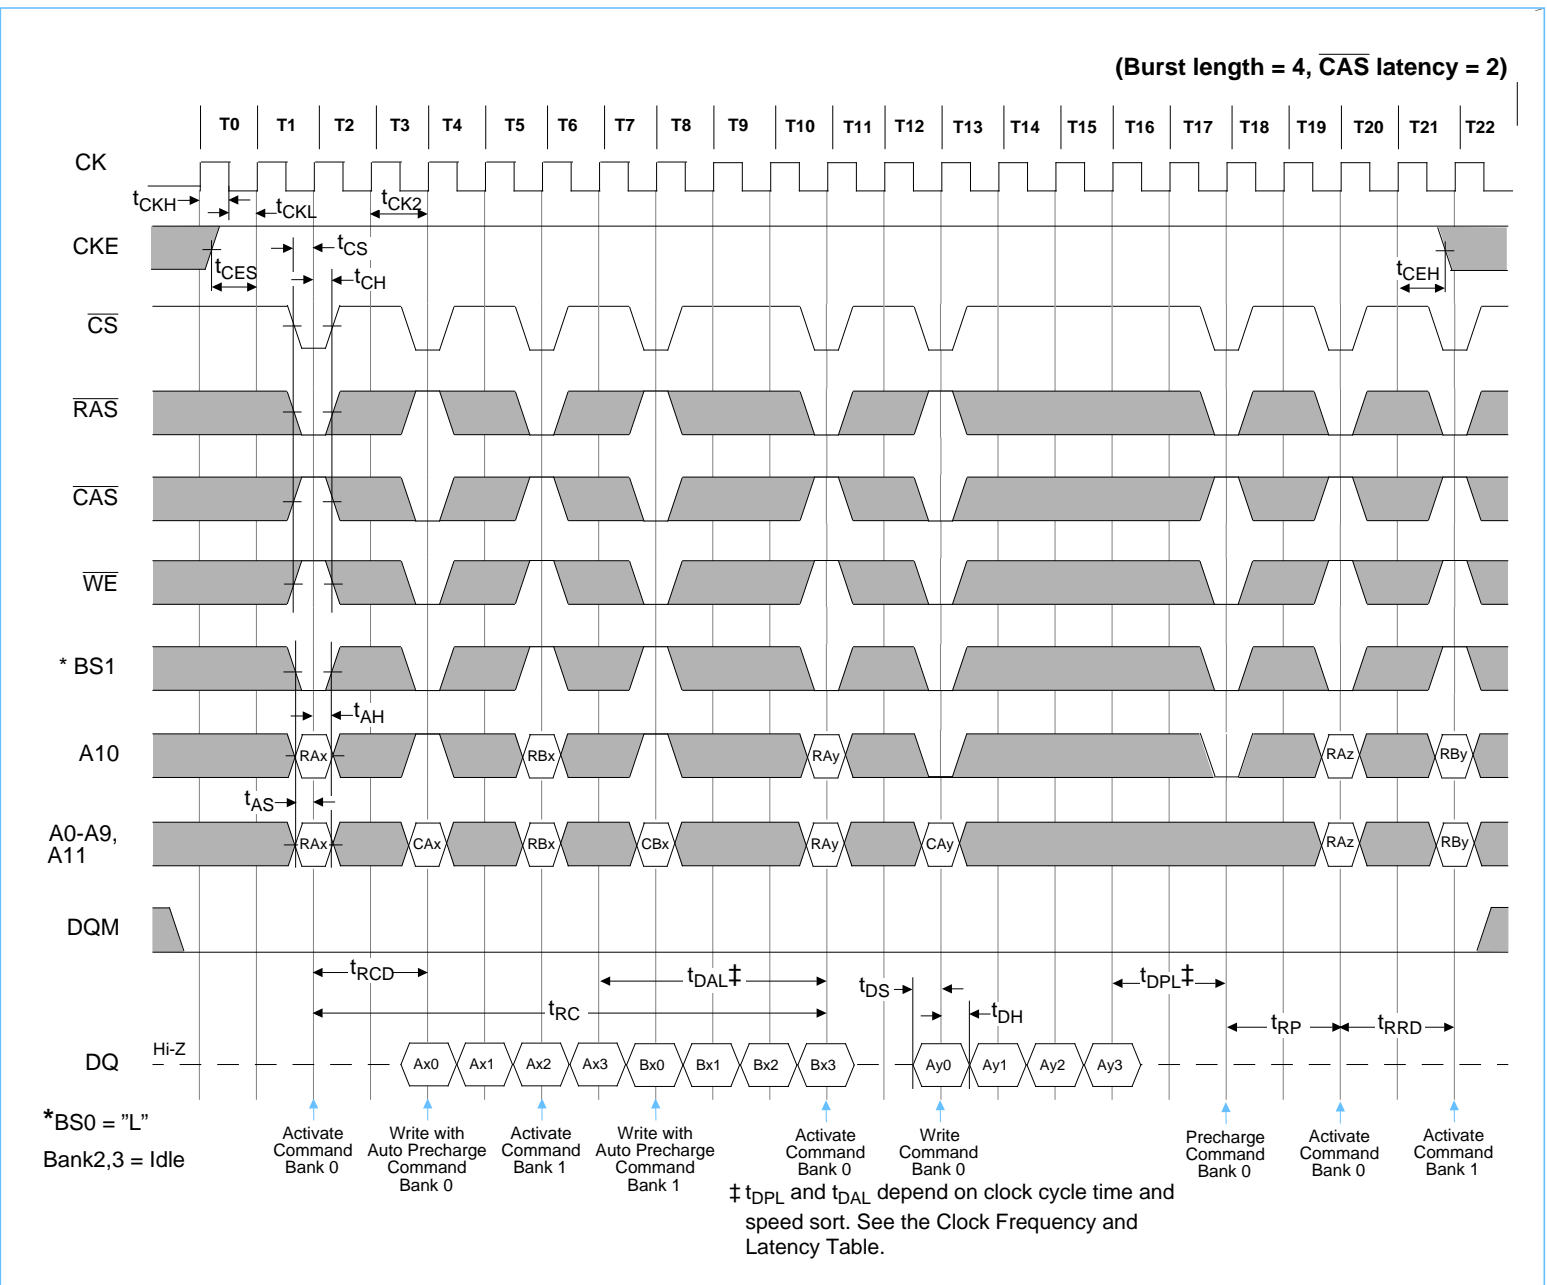 (Burst length = 4, CAS latency = 2)
T0 T1 T2 T3 T4 T5 T6 T7 T8 T9 T10 T11 T12 T13 T14 T15 T16 T17 T18 T19 T20 T21 T22
CK
tCKH
tCKL
tCK2
CKE
tCS
tCES
tCH
tCEH
CS
RAS
CAS
WE
* BS1
tAH
A10
RAx RBx RAy RAz RBy
tAS
A0-A9,
A11
RAx CAx RBx CBx RAy CAy RAz RBy
DQM
tRCD
tDAL‡
tDS
tDPL‡
tRC
tDH
tRP
tRRD
DQ
Hi-Z
Ax0 Ax1 Ax2 Ax3 Bx0 Bx1 Bx2 Bx3 Ay0 Ay1 Ay2 Ay3
*BS0 = ”L”
Bank2,3 = Idle
Activate
Command
Bank 0
Write with
Auto Precharge
Command
Bank 0
Activate
Command
Bank 1
Write with
Auto Precharge
Command
Bank 1
Activate
Command
Bank 0
Write
Command
Bank 0
Precharge
Command
Bank 0
Activate
Command
Bank 0
Activate
Command
Bank 1
‡ tDPL and tDAL depend on clock cycle time and
speed sort. See the Clock Frequency and
Latency Table.